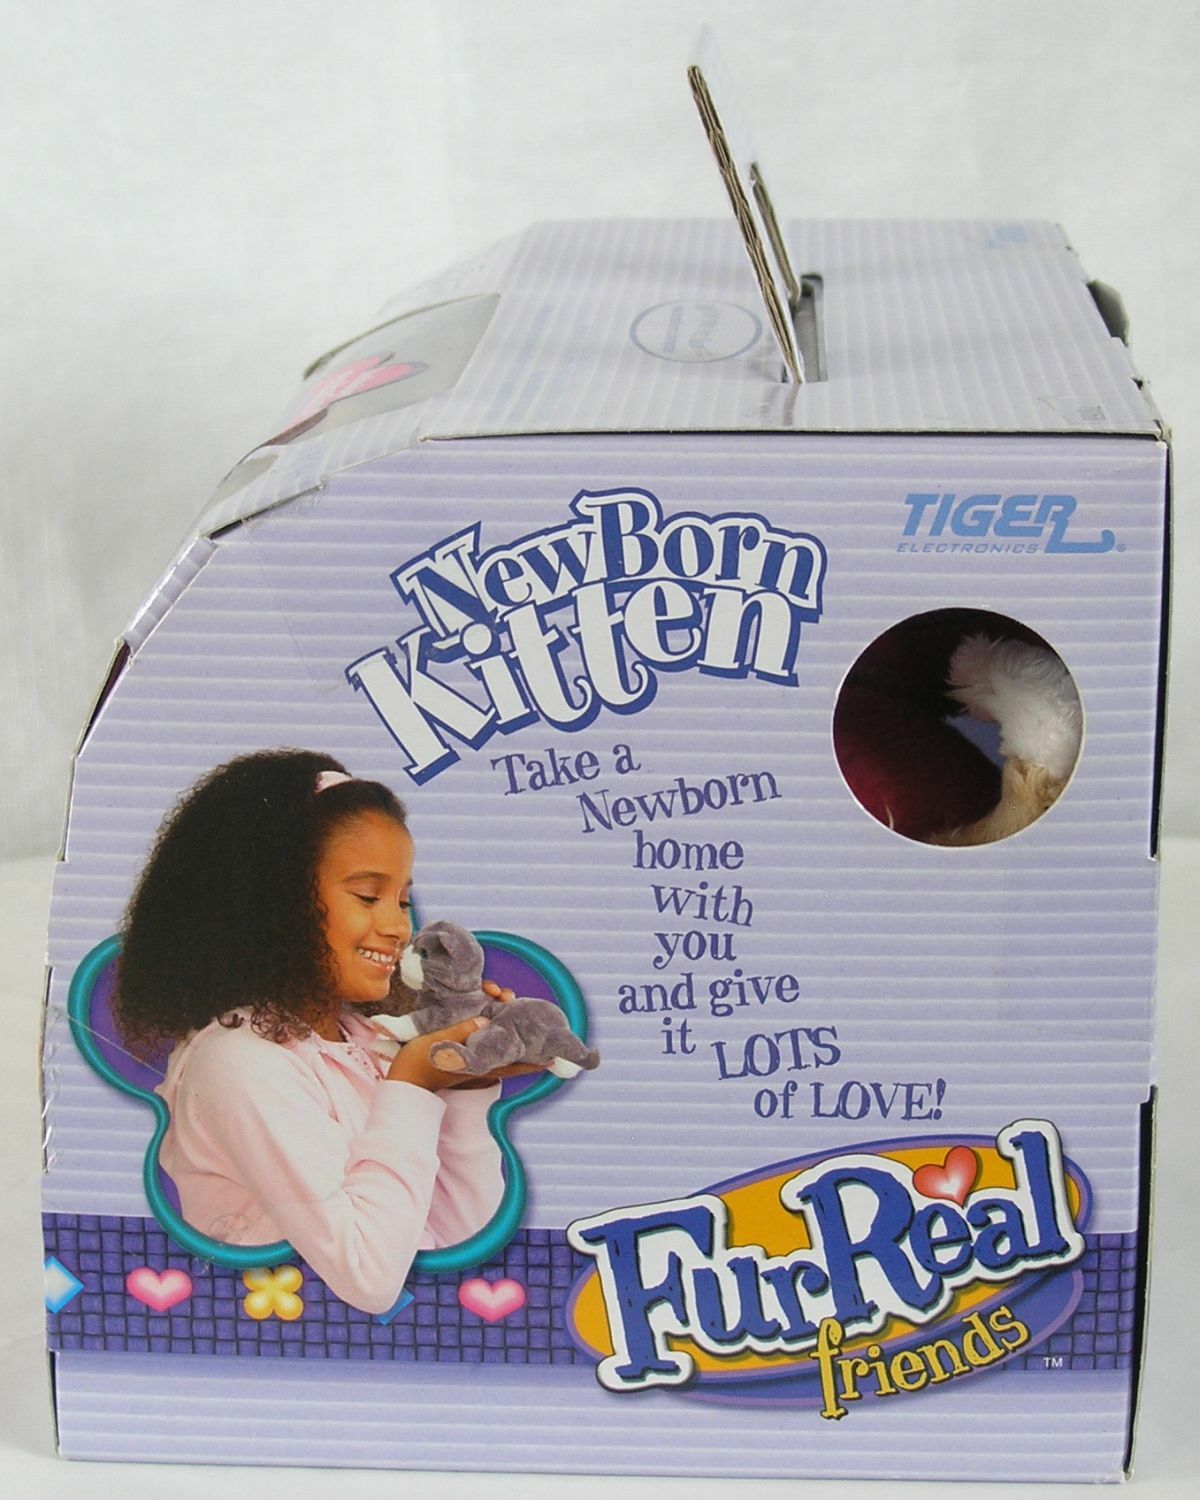 TIGER
ELECTRONICS®
NewBorn
Kitten
Take a
Newborn
home
with
you
and give
it LOTS
of LOVE!
FurReal
friends
TM